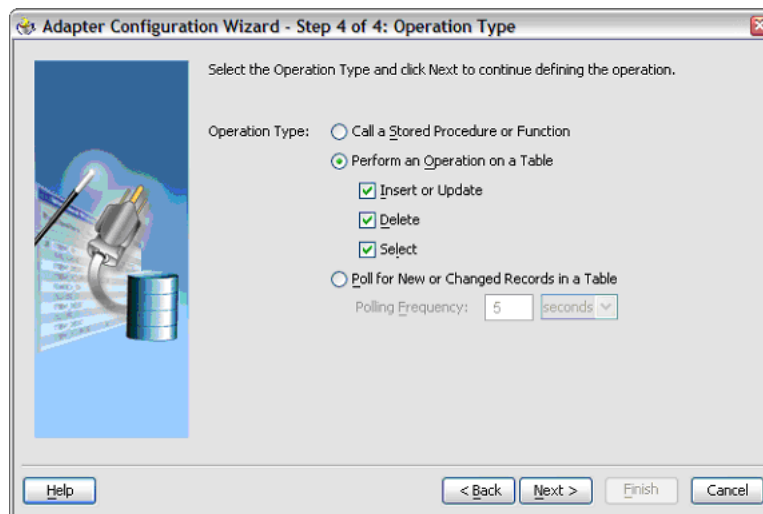 Adapter Configuration Wizard - Step 4 of 4: Operation Type
Select the Operation Type and click Next to continue defining the operation.
Operation Type: Call a Stored Procedure or Function
Perform an Operation on a Table
Insert or Update
Delete
Select
Poll for New or Changed Records in a Table
Polling Frequency: 5 seconds
Help < Back Next > Finish Cancel